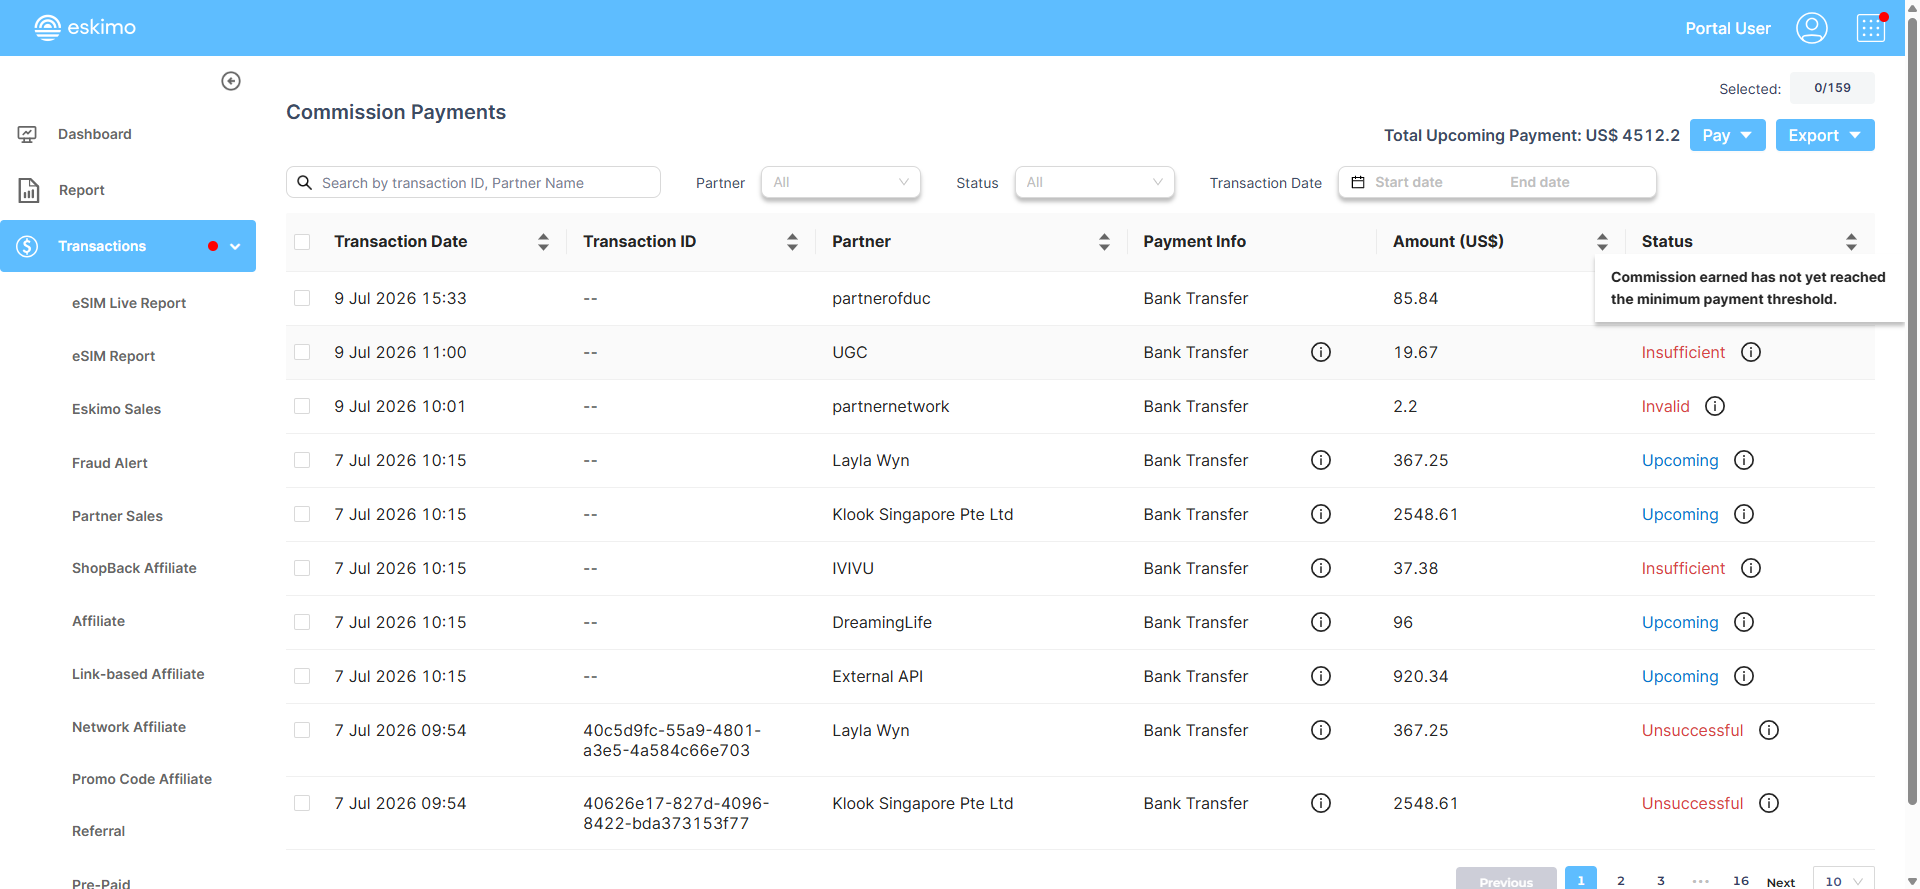 eskimo
Portal User
Selected: 0/159
Commission Payments
Total Upcoming Payment: US$ 4512.2 Pay Export
Dashboard
Report
Transactions
eSIM Live Report
eSIM Report
Eskimo Sales
Fraud Alert
Partner Sales
ShopBack Affiliate
Affiliate
Link-based Affiliate
Network Affiliate
Promo Code Affiliate
Referral
Pre-Paid
Search by transaction ID, Partner Name Partner All Status All Transaction Date Start date End date
Transaction Date Transaction ID Partner Payment Info Amount (US$) Status
Commission earned has not yet reached
the minimum payment threshold.
9 Jul 2026 15:33 -- partnerofduc Bank Transfer 85.84
9 Jul 2026 11:00 -- UGC Bank Transfer 19.67 Insufficient
9 Jul 2026 10:01 -- partnernetwork Bank Transfer 2.2 Invalid
7 Jul 2026 10:15 -- Layla Wyn Bank Transfer 367.25 Upcoming
7 Jul 2026 10:15 -- Klook Singapore Pte Ltd Bank Transfer 2548.61 Upcoming
7 Jul 2026 10:15 -- IVIVU Bank Transfer 37.38 Insufficient
7 Jul 2026 10:15 -- DreamingLife Bank Transfer 96 Upcoming
7 Jul 2026 10:15 -- External API Bank Transfer 920.34 Upcoming
7 Jul 2026 09:54 40c5d9fc-55a9-4801- Layla Wyn Bank Transfer 367.25 Unsuccessful
a3e5-4a584c66e703
7 Jul 2026 09:54 40626e17-827d-4096- Klook Singapore Pte Ltd Bank Transfer 2548.61 Unsuccessful
8422-bda373153f77
Previous 1 2 3 ••• 16 Next 10